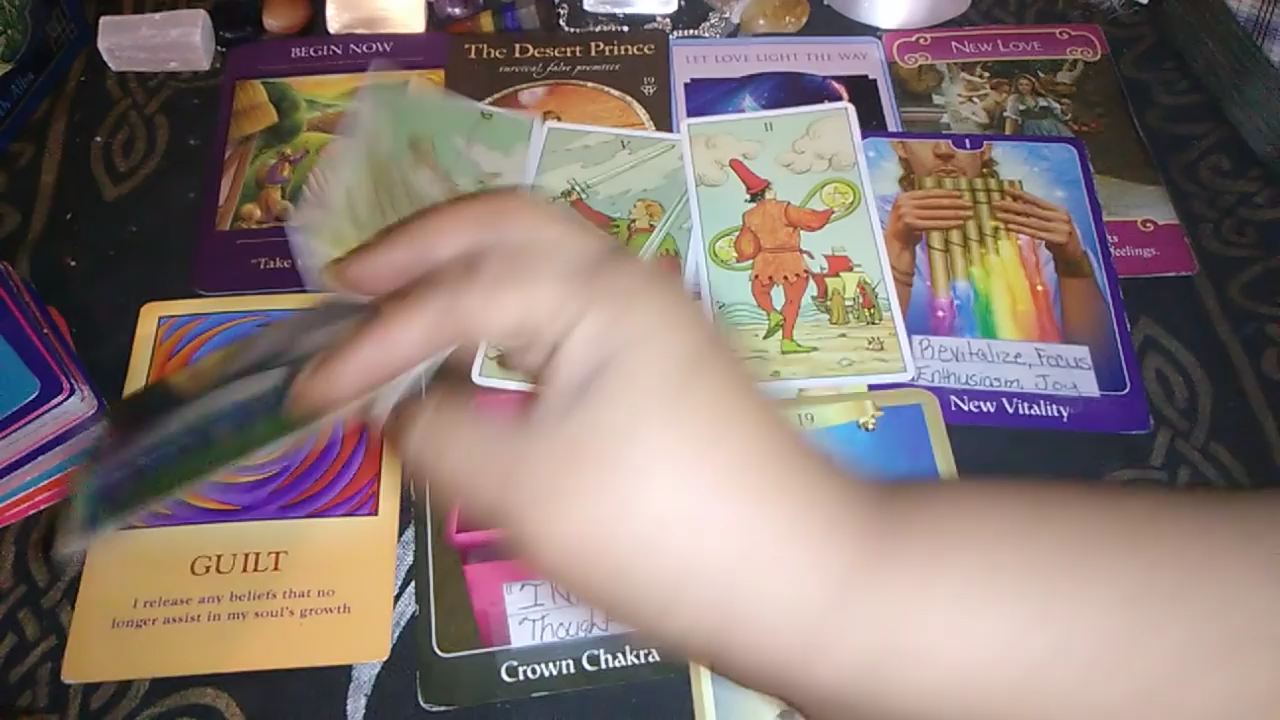 BEGIN NOW
The Desert Prince
survival, false promises
19
LET LOVE LIGHT THE WAY
NEW LOVE
"Take
V
II
I
feelings.
Revitalize, Focus
Enthusiasm, Joy
New Vitality
19
GUILT
I release any beliefs that no
longer assist in my soul's growth
Thought
Crown Chakra